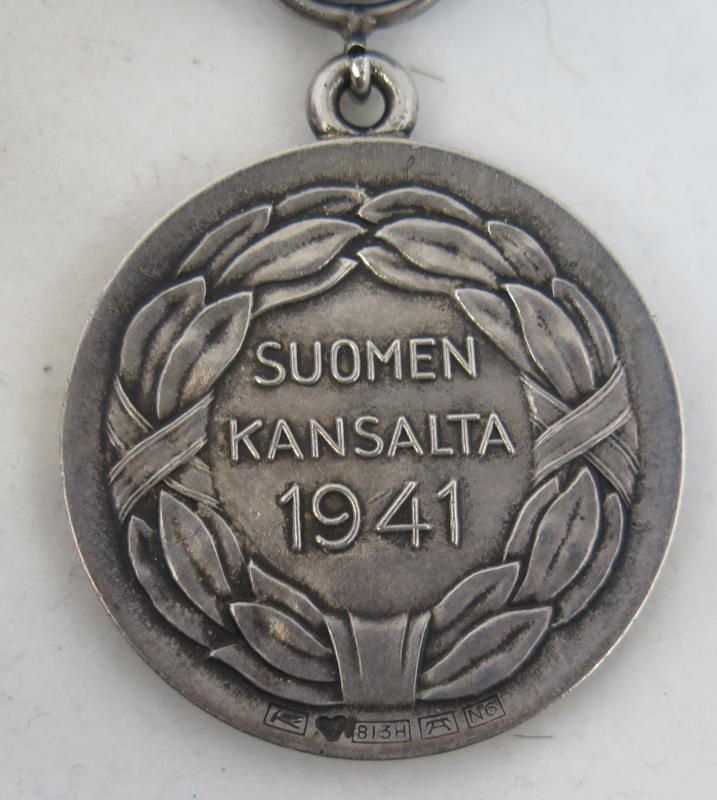 SUOMEN
KANSALTA
1941
813H N6